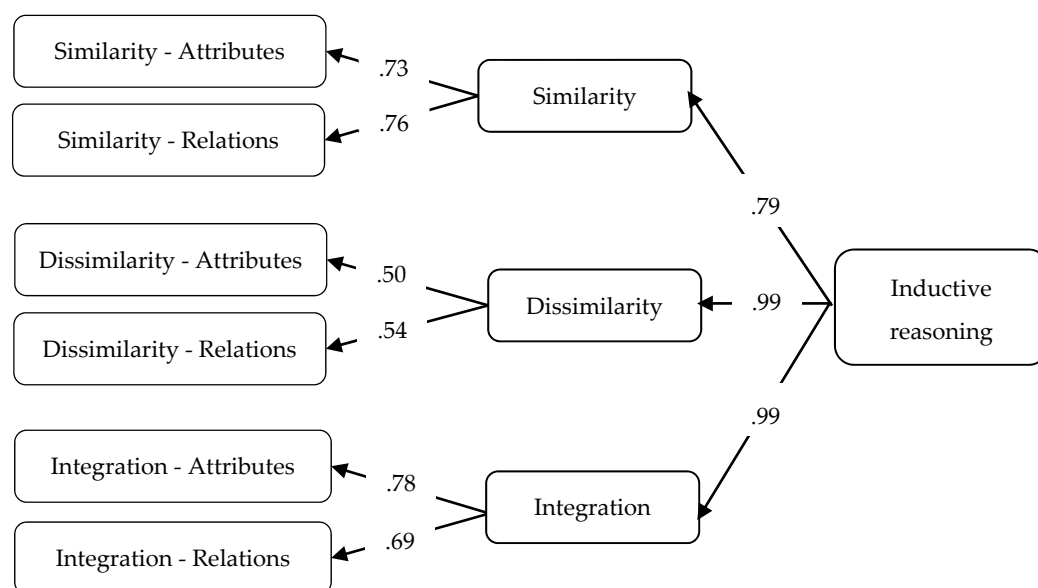 Similarity - Attributes
.73
Similarity
.76
Similarity - Relations
.79
Dissimilarity - Attributes
.50
Dissimilarity
.99
Inductive
reasoning
.54
Dissimilarity - Relations
.99
Integration - Attributes
.78
Integration
.69
Integration - Relations